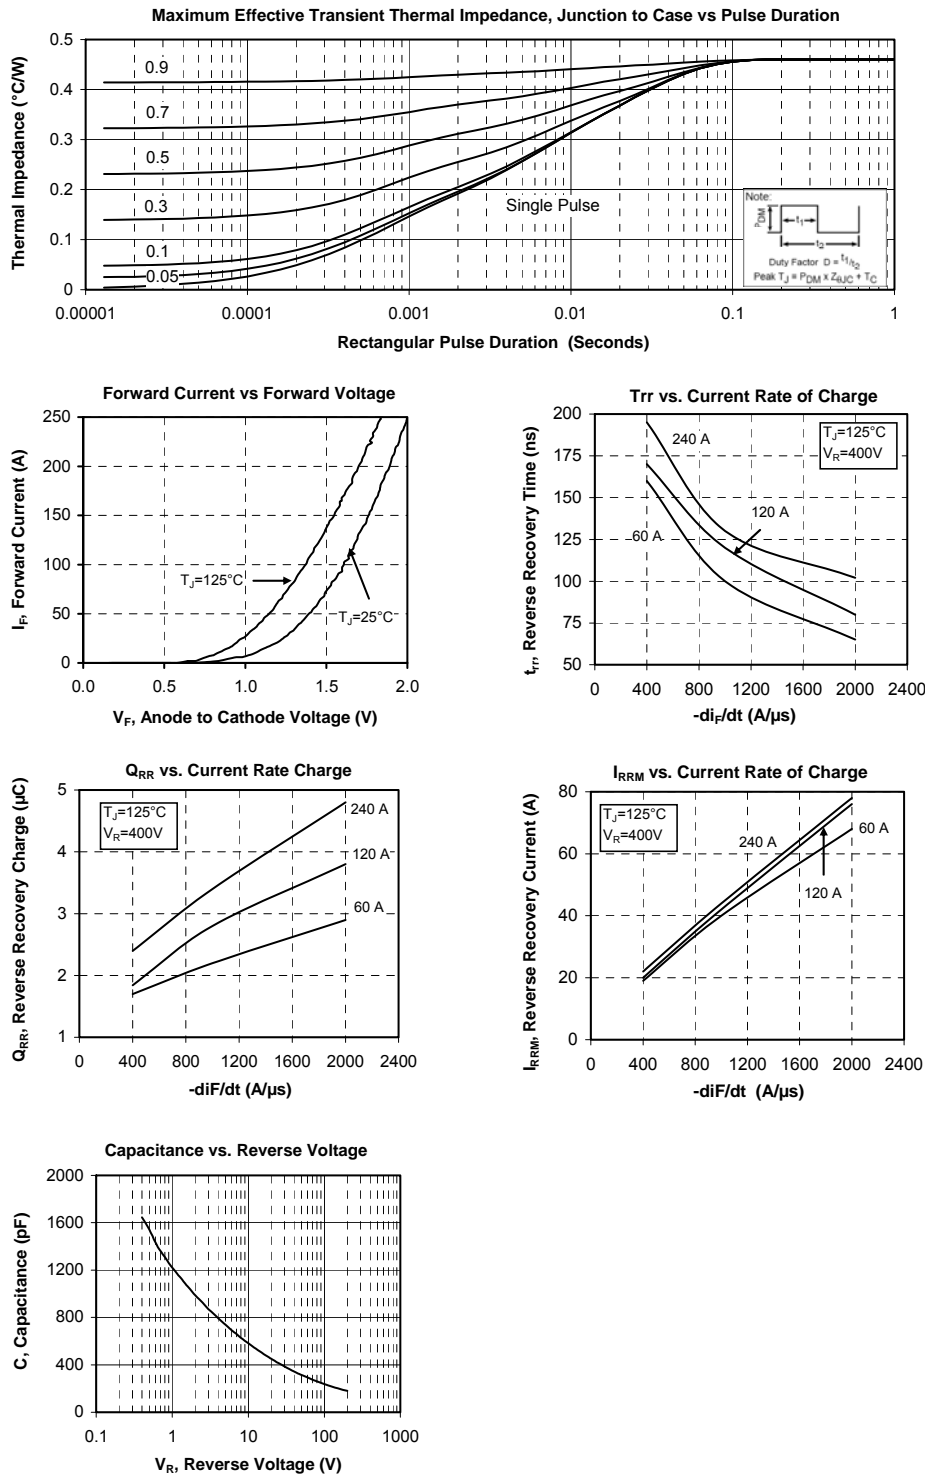 Maximum Effective Transient Thermal Impedance, Junction to Case vs Pulse Duration
Thermal Impedance (°C/W)
0.5
0.4
0.3
0.2
0.1
0
0.9
0.7
0.5
0.3
0.1
0.05
Single Pulse
Note:
PDM
t1
t2
Duty Factor D = t1/t2
Peak TJ = PDM x ZθJC + TC
0.00001 0.0001 0.001 0.01 0.1 1
Rectangular Pulse Duration (Seconds)
Forward Current vs Forward Voltage
IF, Forward Current (A)
250
200
150
100
50
0
TJ=125°C
TJ=25°C
0.0 0.5 1.0 1.5 2.0
VF, Anode to Cathode Voltage (V)
Trr vs. Current Rate of Charge
trr, Reverse Recovery Time (ns)
200
175
150
125
100
75
50
TJ=125°C
VR=400V
240 A
120 A
60 A
0 400 800 1200 1600 2000 2400
-diF/dt (A/µs)
QRR vs. Current Rate Charge
QRR, Reverse Recovery Charge (µC)
5
4
3
2
1
TJ=125°C
VR=400V
240 A
120 A
60 A
0 400 800 1200 1600 2000 2400
-diF/dt (A/µs)
IRRM vs. Current Rate of Charge
IRRM, Reverse Recovery Current (A)
80
60
40
20
0
TJ=125°C
VR=400V
240 A
60 A
120 A
0 400 800 1200 1600 2000 2400
-diF/dt (A/µs)
Capacitance vs. Reverse Voltage
C, Capacitance (pF)
2000
1600
1200
800
400
0
0.1 1 10 100 1000
VR, Reverse Voltage (V)